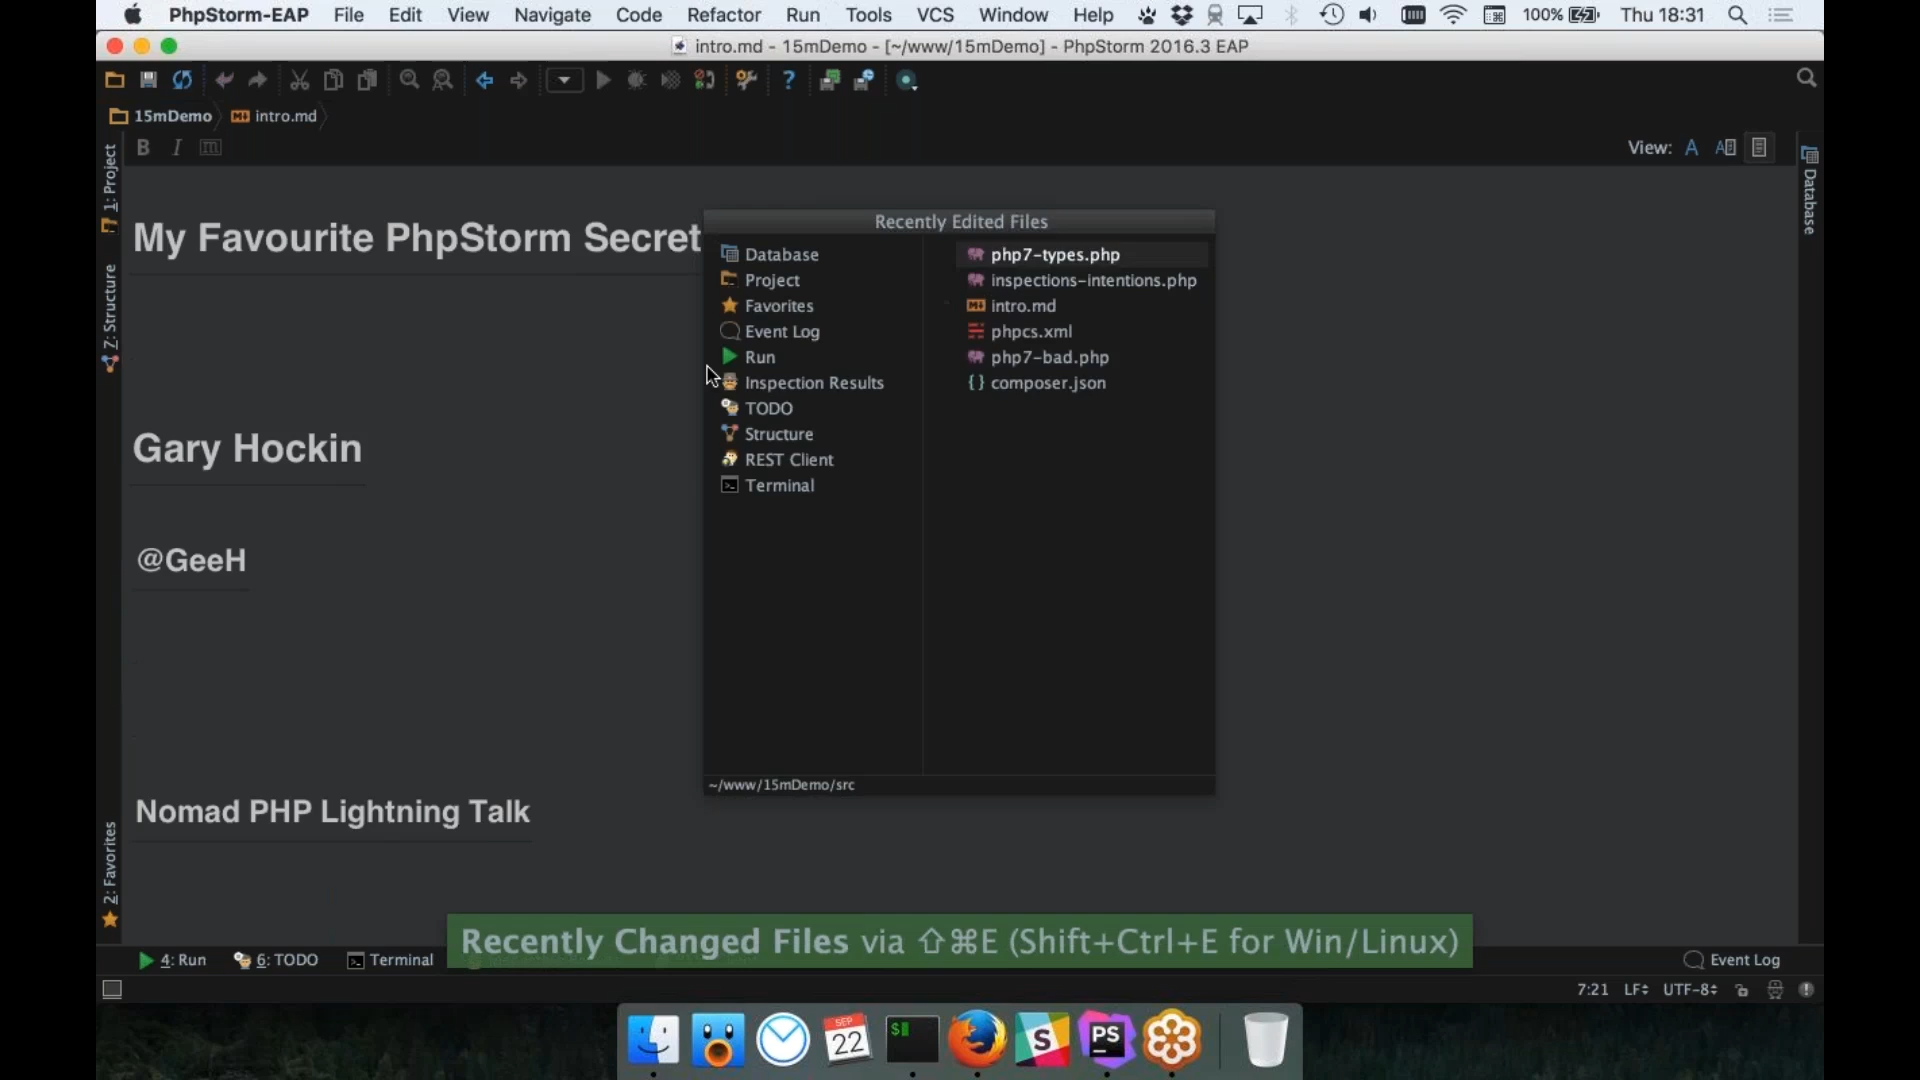 PhpStorm-EAP File Edit View Navigate Code Refactor Run Tools VCS Window Help 100% Thu 18:31
intro.md - 15mDemo - [~/www/15mDemo] - PhpStorm 2016.3 EAP
15mDemo intro.md
B I m View: A A
1: Project
7: Structure
2: Favorites
Database
My Favourite PhpStorm Secret
Gary Hockin
@GeeH
Nomad PHP Lightning Talk
Recently Edited Files
Database
Project
Favorites
Event Log
Run
Inspection Results
TODO
Structure
REST Client
Terminal
php7-types.php
inspections-intentions.php
intro.md
phpcs.xml
php7-bad.php
composer.json
~/www/15mDemo/src
Recently Changed Files via ⇧⌘E (Shift+Ctrl+E for Win/Linux)
4: Run 6: TODO Terminal Event Log
7:21 LF UTF-8
SEP
22
$
S
PS